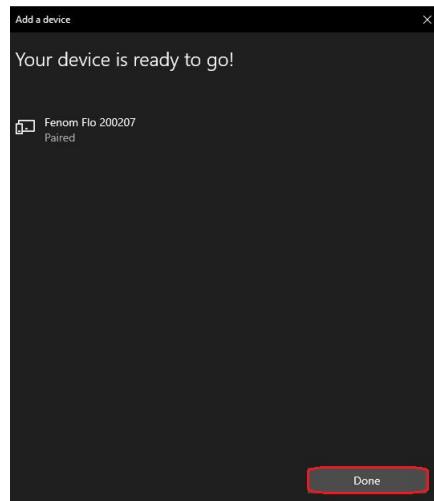 Add a device
Your device is ready to go!
Fenom Flo 200207
Paired
Done